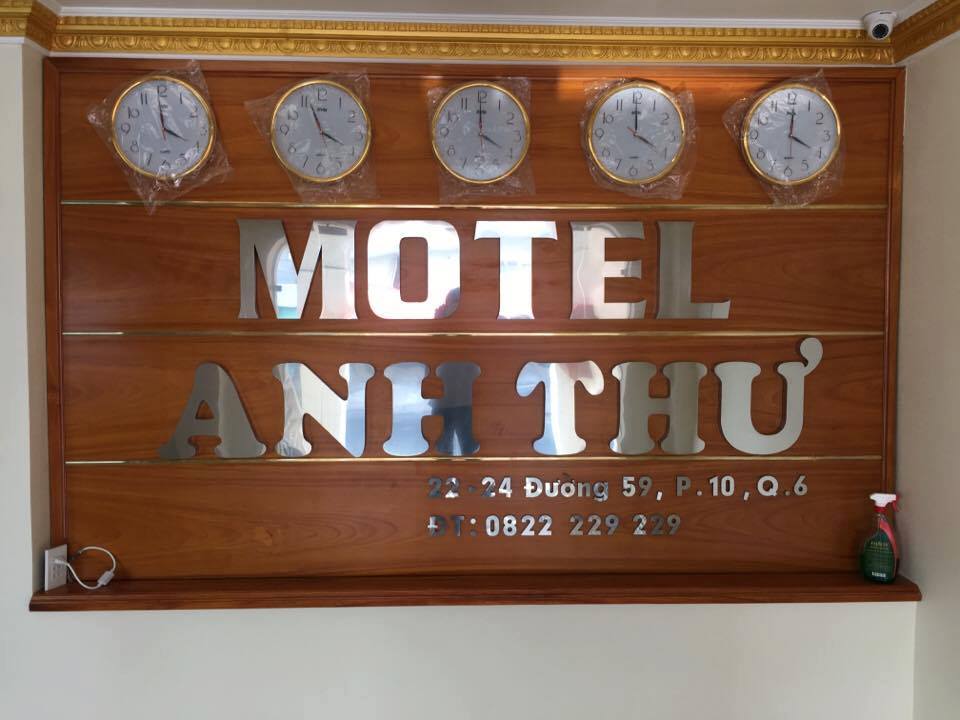 MOTEL
ANH THƯ
22-24 Đường 59, P.10, Q.6
ĐT: 0822 229 229